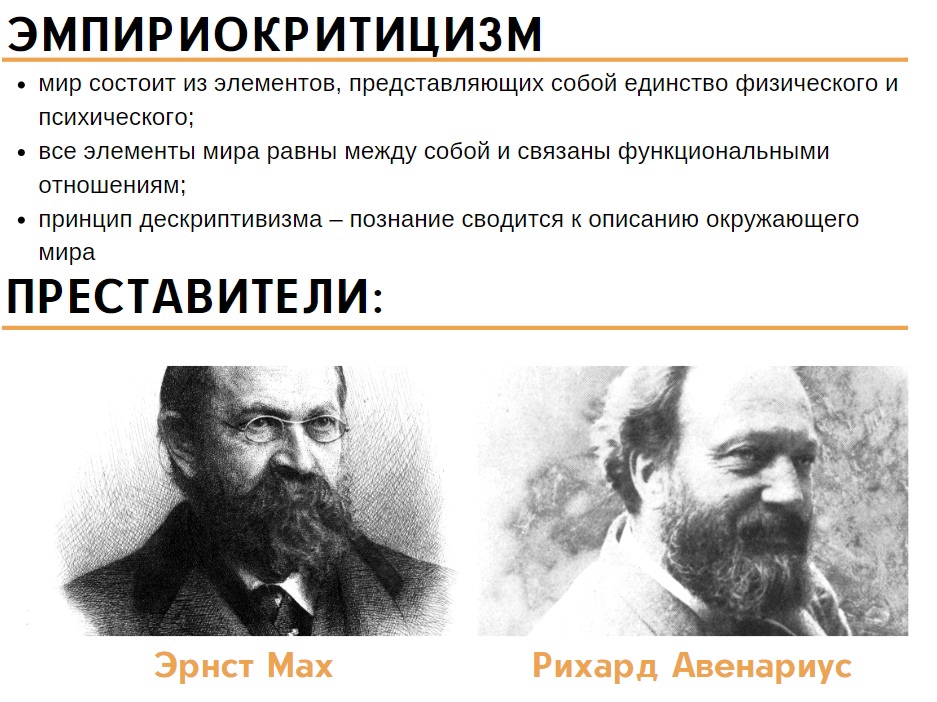 ЭМПИРИОКРИТИЦИЗМ
• мир состоит из элементов, представляющих собой единство физического и
психического;
• все элементы мира равны между собой и связаны функциональными
отношениям;
• принцип дескриптивизма – познание сводится к описанию окружающего
мира
ПРЕСТАВИТЕЛИ:
Эрнст Мах
Рихард Авенариус